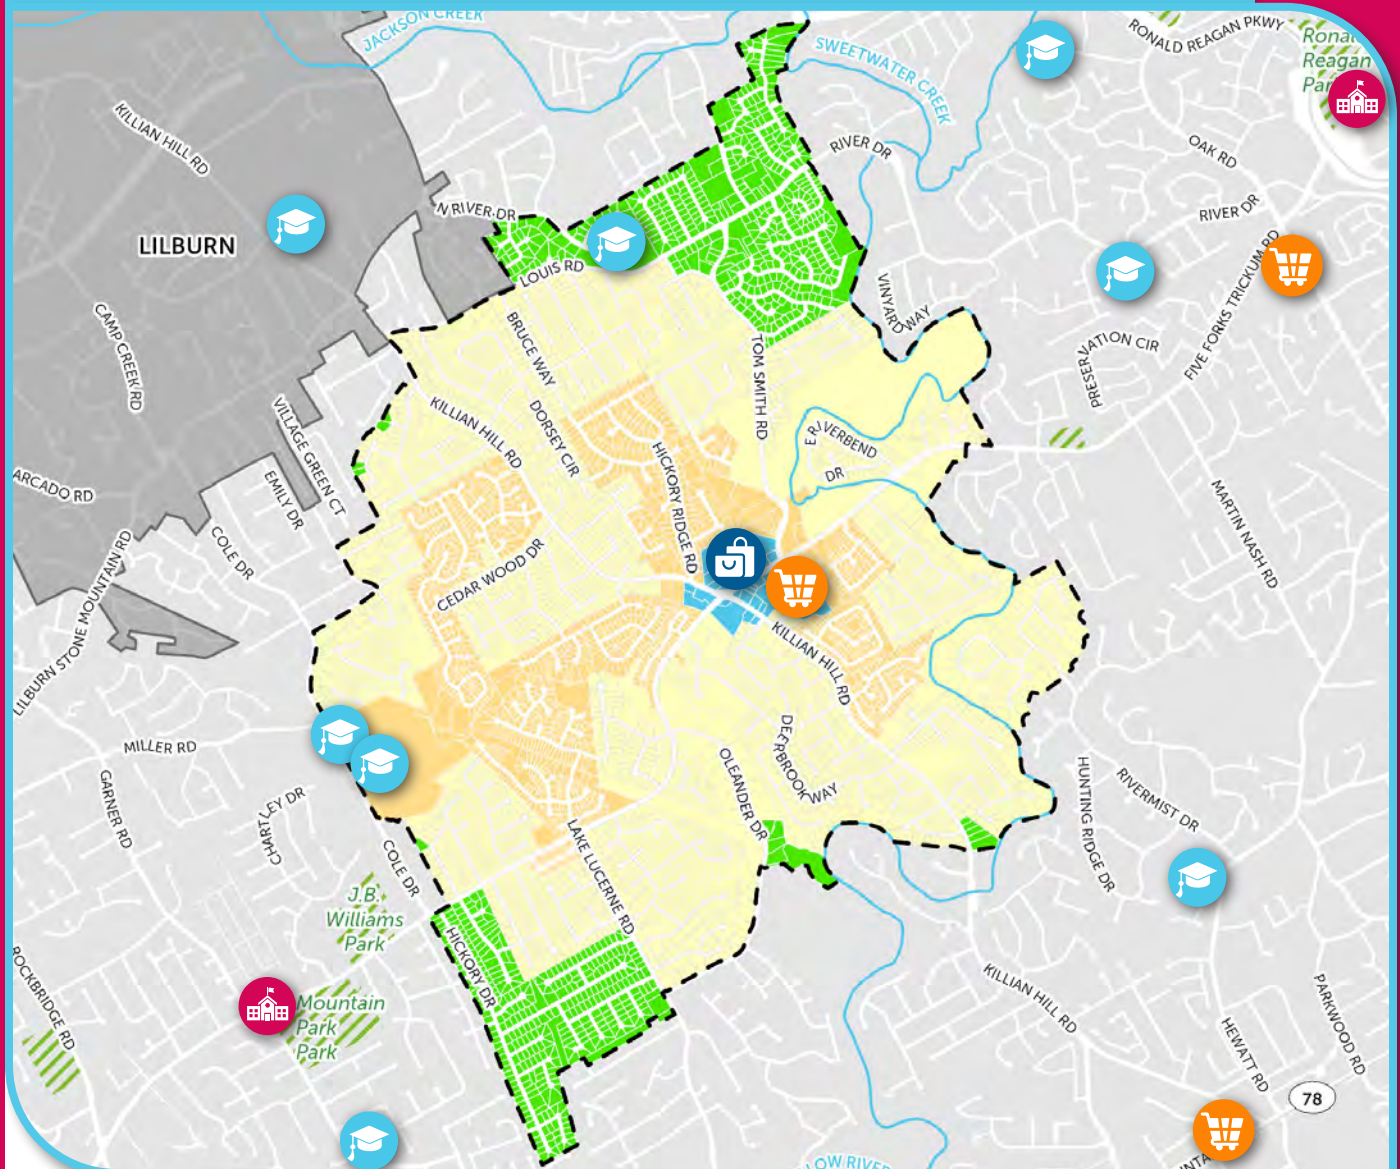 JACKSON CREEK
RONALD REAGAN PKWY
SWEETWATER CREEK
Ronald
Reagan
KILLIAN HILL RD
RIVER DR
OAK RD
N RIVER DR
RIVER DR
LILBURN
LOUIS RD
FIVE FORKS TRICKUM RD
VINYARD WAY
CAMP CREEK RD
BRUCE WAY
TOM SMITH RD
PRESERVATION CIR
VILLAGE GREEN CT
KILLIAN HILL RD
DORSEY CIR
E RIVERBEND
DR
HICKORY RIDGE RD
ARCADO RD
EMILY DR
MARTIN NASH RD
COLE DR
CEDAR WOOD DR
LILBURN STONE MOUNTAIN RD
KILLIAN HILL RD
MILLER RD
DEERBROOK WAY
OLEANDER DR
HUNTING RIDGE DR
RIVERMIST DR
GARNER RD
CHARTLEY DR
COLE DR
LAKE LUCERNE RD
J.B.
Williams
Park
HICKORY DR
ROCKBRIDGE RD
Mountain
Park
Park
KILLIAN HILL RD
HEWATT RD
PARKWOOD RD
78